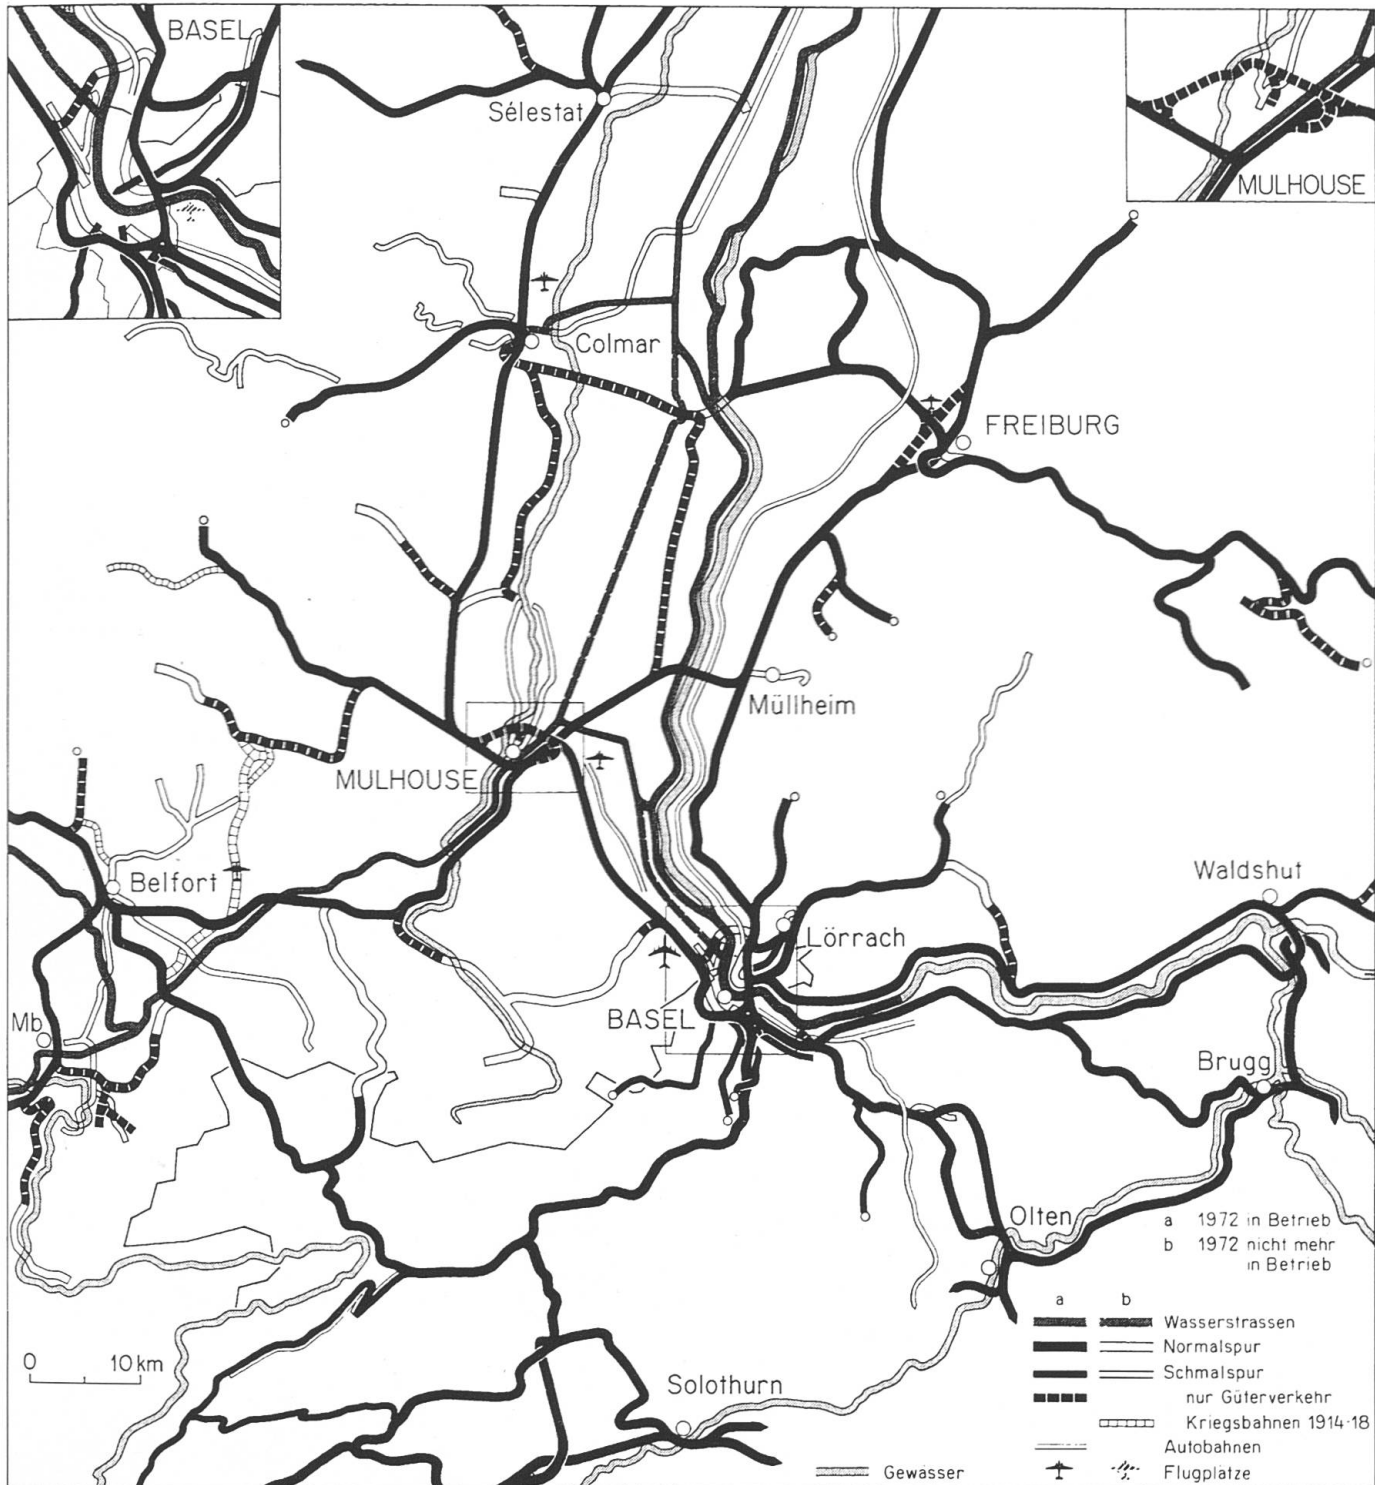 BASEL
MULHOUSE
Sélestat
Colmar
FREIBURG
Müllheim
MULHOUSE
Belfort
Waldshut
Lörrach
BASEL
Mb
Brugg
Olten
a 1972 in Betrieb
b 1972 nicht mehr
in Betrieb
a b
Wasserstrassen
Normalspur
Schmalspur
nur Güterverkehr
Kriegsbahnen 1914-18
Autobahnen
Flugplätze
Gewässer
0 10 km
Solothurn